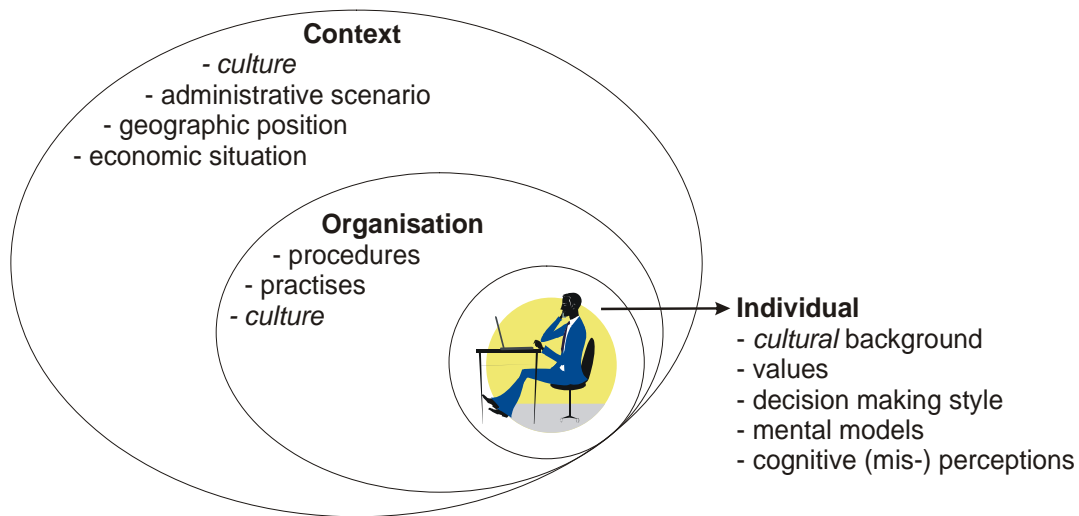 Context
- culture
- administrative scenario
- geographic position
- economic situation
Organisation
- procedures
- practises
- culture
Individual
- cultural background
- values
- decision making style
- mental models
- cognitive (mis-) perceptions